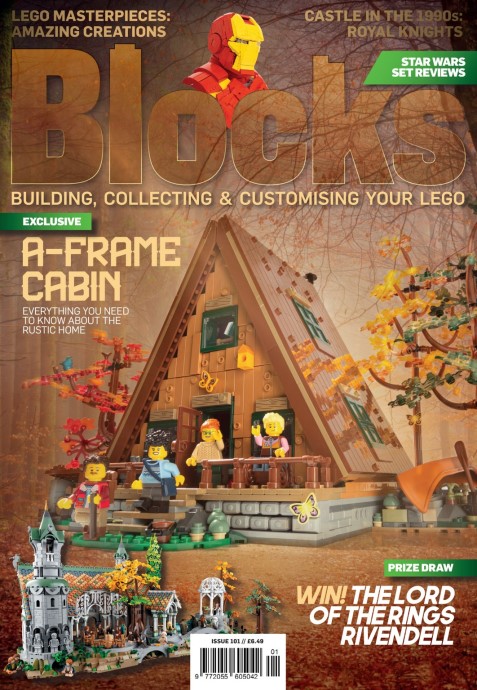 LEGO MASTERPIECES:
AMAZING CREATIONS
CASTLE IN THE 1990s:
ROYAL KNIGHTS
STAR WARS
SET REVIEWS
Blocks
BUILDING, COLLECTING & CUSTOMISING YOUR LEGO
EXCLUSIVE
A-FRAME
CABIN
EVERYTHING YOU NEED
TO KNOW ABOUT THE
RUSTIC HOME
PRIZE DRAW
WIN! THE LORD
OF THE RINGS
RIVENDELL
ISSUE 101 // £6.49
01
9 772055 605042